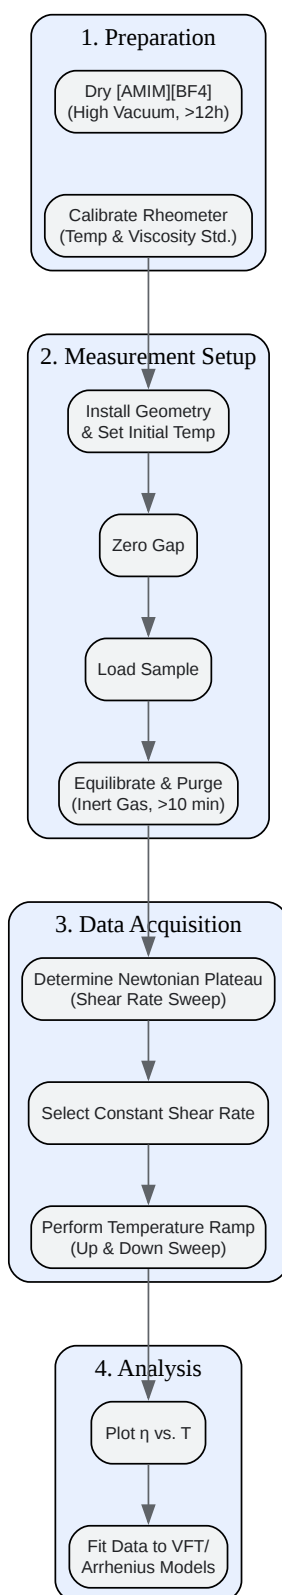 1. Preparation
Dry [AMIM][BF4]
(High Vacuum, >12h)
Calibrate Rheometer
(Temp & Viscosity Std.)
2. Measurement Setup
Install Geometry
& Set Initial Temp
Zero Gap
Load Sample
Equilibrate & Purge
(Inert Gas, >10 min)
3. Data Acquisition
Determine Newtonian Plateau
(Shear Rate Sweep)
Select Constant Shear Rate
Perform Temperature Ramp
(Up & Down Sweep)
4. Analysis
Plot η vs. T
Fit Data to VFT/
Arrhenius Models